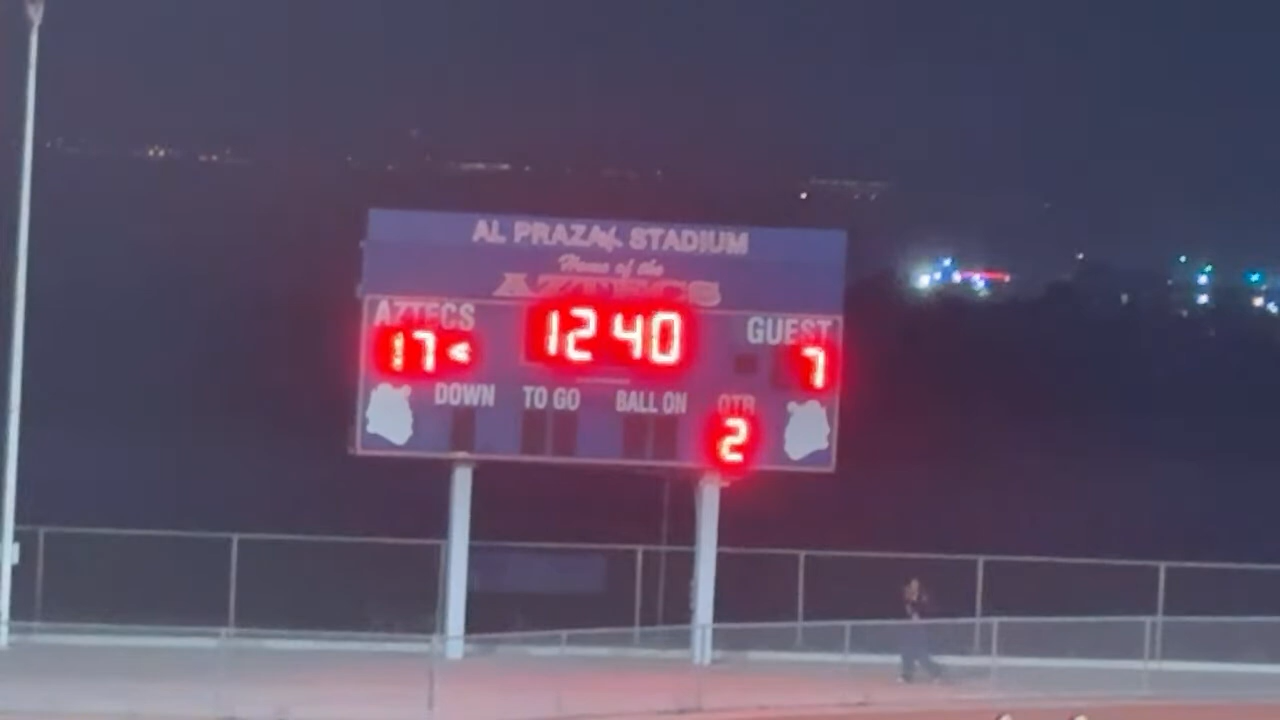 AL PRAZAK STADIUM
Home of the
AZTECS
AZTECS 12 40 GUEST
17 < 7
DOWN TO GO BALL ON QTR
2